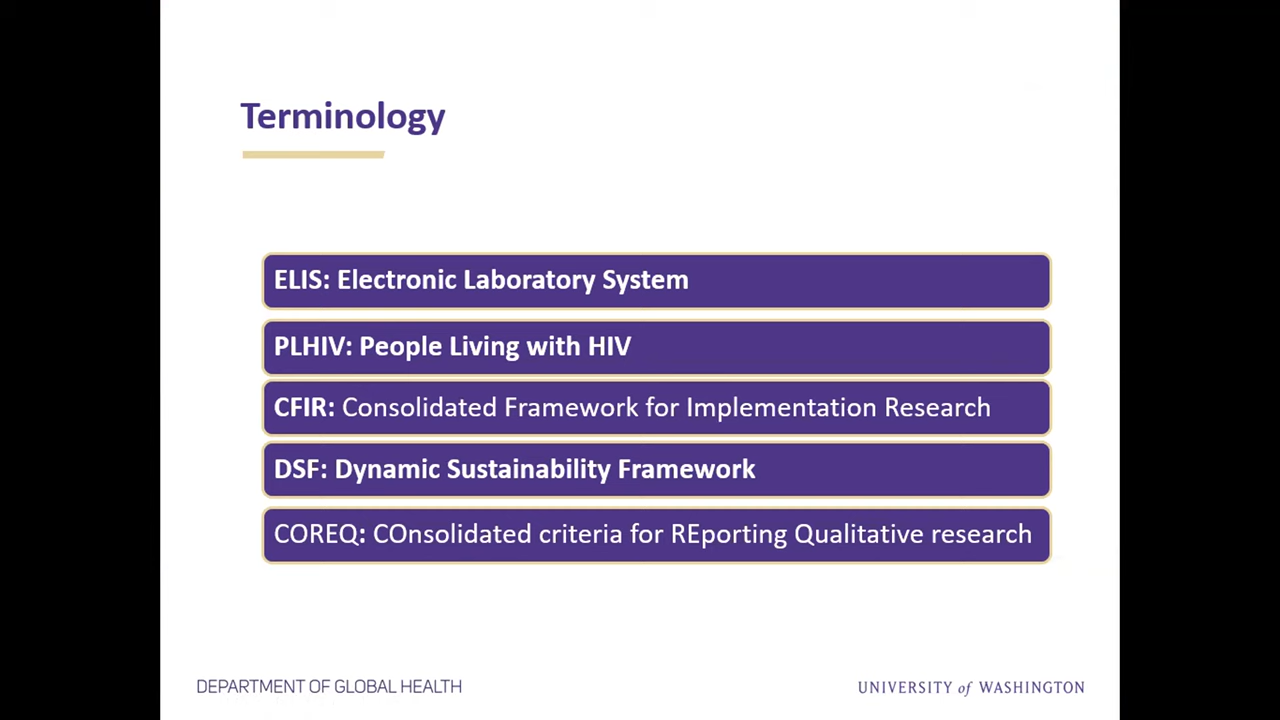 Terminology
ELIS: Electronic Laboratory System
PLHIV: People Living with HIV
CFIR: Consolidated Framework for Implementation Research
DSF: Dynamic Sustainability Framework
COREQ: COnsolidated criteria for REporting Qualitative research
DEPARTMENT OF GLOBAL HEALTH
UNIVERSITY of WASHINGTON